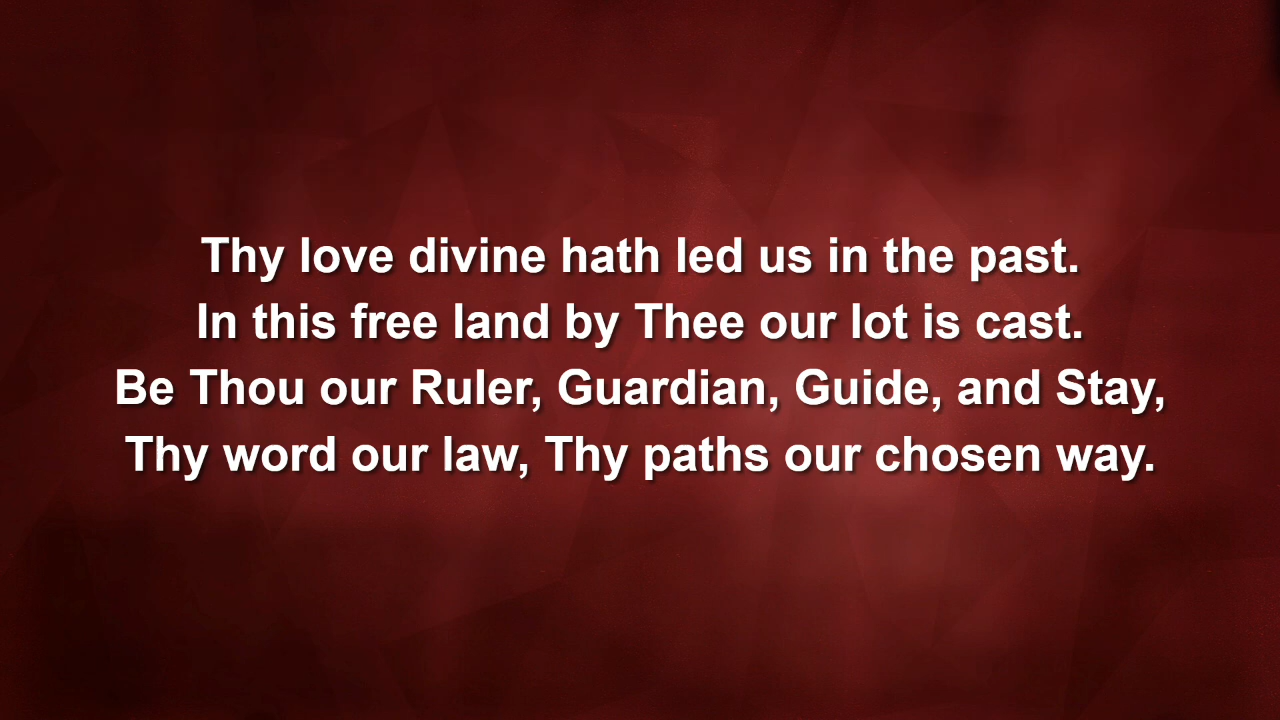 Thy love divine hath led us in the past.
In this free land by Thee our lot is cast.
Be Thou our Ruler, Guardian, Guide, and Stay,
Thy word our law, Thy paths our chosen way.